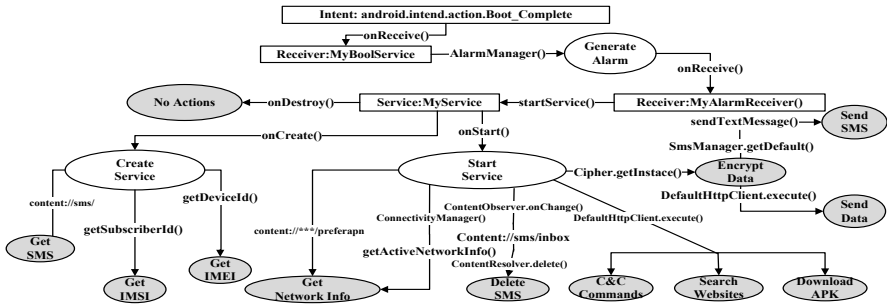 Intent: android.intend.action.Boot_Complete
onReceive()
Receiver:MyBoolService
AlarmManager()
Generate
Alarm
onReceive()
No Actions
onDestroy()
Service:MyService
startService()
Receiver:MyAlarmReceiver()
sendTextMessage()
Send
SMS
onCreate()
onStart()
SmsManager.getDefault()
Create
Service
Start
Service
Cipher.getInstace()
Encrypt
Data
content://sms/
getDeviceId()
DefaultHttpClient.execute()
getSubscriberId()
content://***/preferapn
ConnectivityManager()
ContentObserver.onChange()
DefaultHttpClient.execute()
Send
Data
Get
SMS
getActiveNetworkInfo()
Content://sms/inbox
ContentResolver.delete()
Get
IMSI
Get
IMEI
Get
Network Info
Delete
SMS
C&C
Commands
Search
Websites
Download
APK